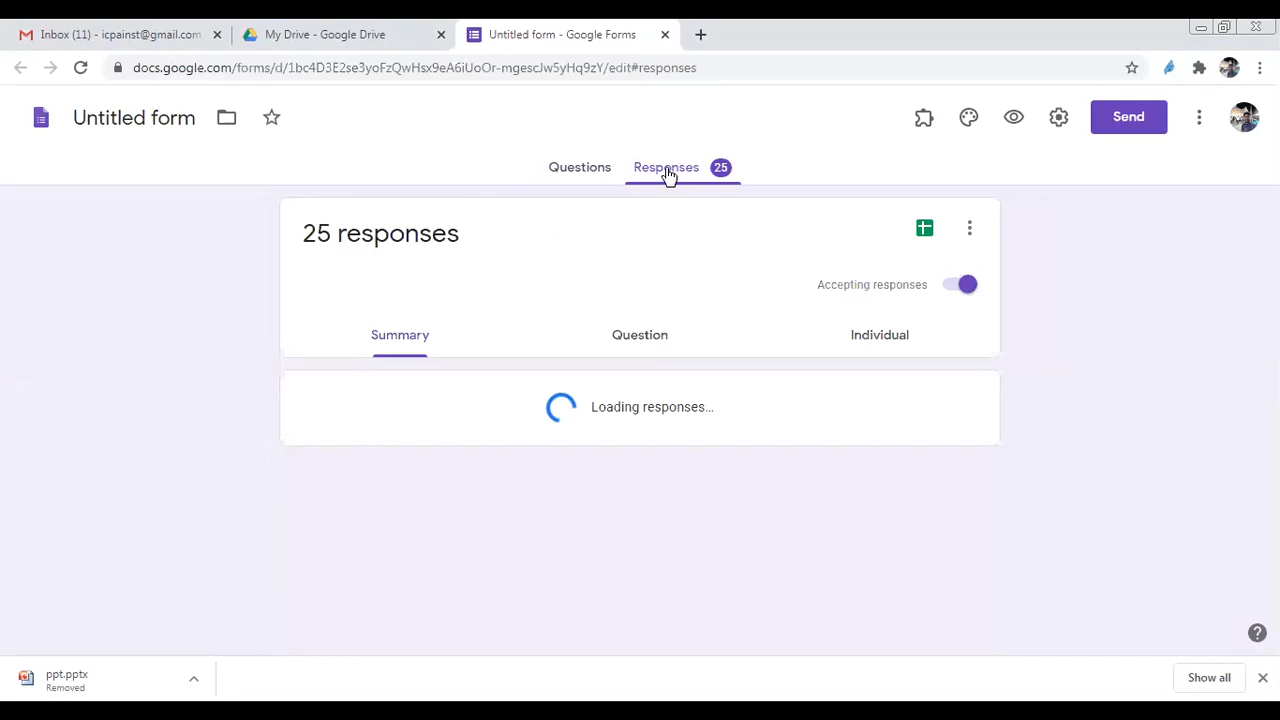 Inbox (11) - icpainst@gmail.com
My Drive - Google Drive
Untitled form - Google Forms
docs.google.com/forms/d/1bc4D3E2se3yoFzQwHsx9eA6iUoOr-mgescJw5yHq9zY/edit#responses
Untitled form
Send
Questions
Responses 25
25 responses
Accepting responses
Summary
Question
Individual
Loading responses...
ppt.pptx
Removed
Show all